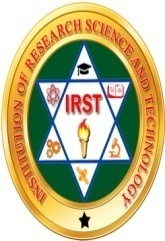 INSTITUTION OF RESEARCH SCIENCE AND TECHNOLOGY
IRST